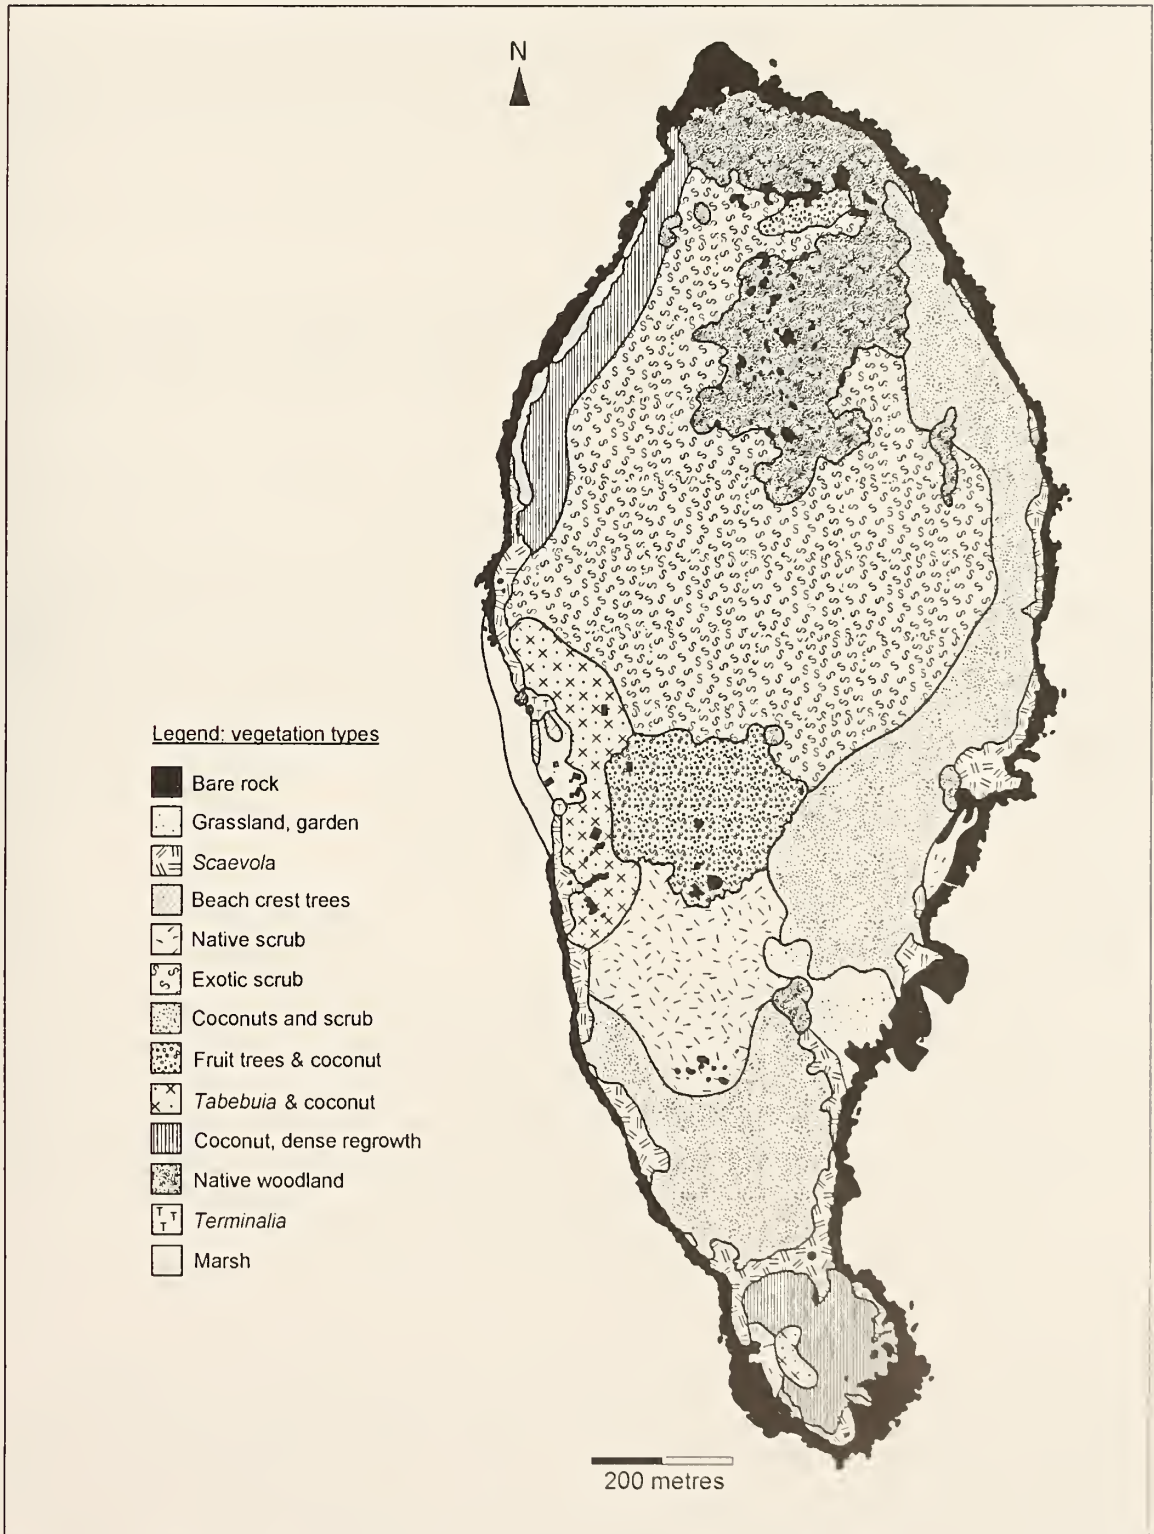 N
Legend: vegetation types
Bare rock
Grassland, garden
Scaevola
Beach crest trees
Native scrub
Exotic scrub
Coconuts and scrub
Fruit trees & coconut
Tabebuia & coconut
Coconut, dense regrowth
Native woodland
Terminalia
Marsh
200 metres